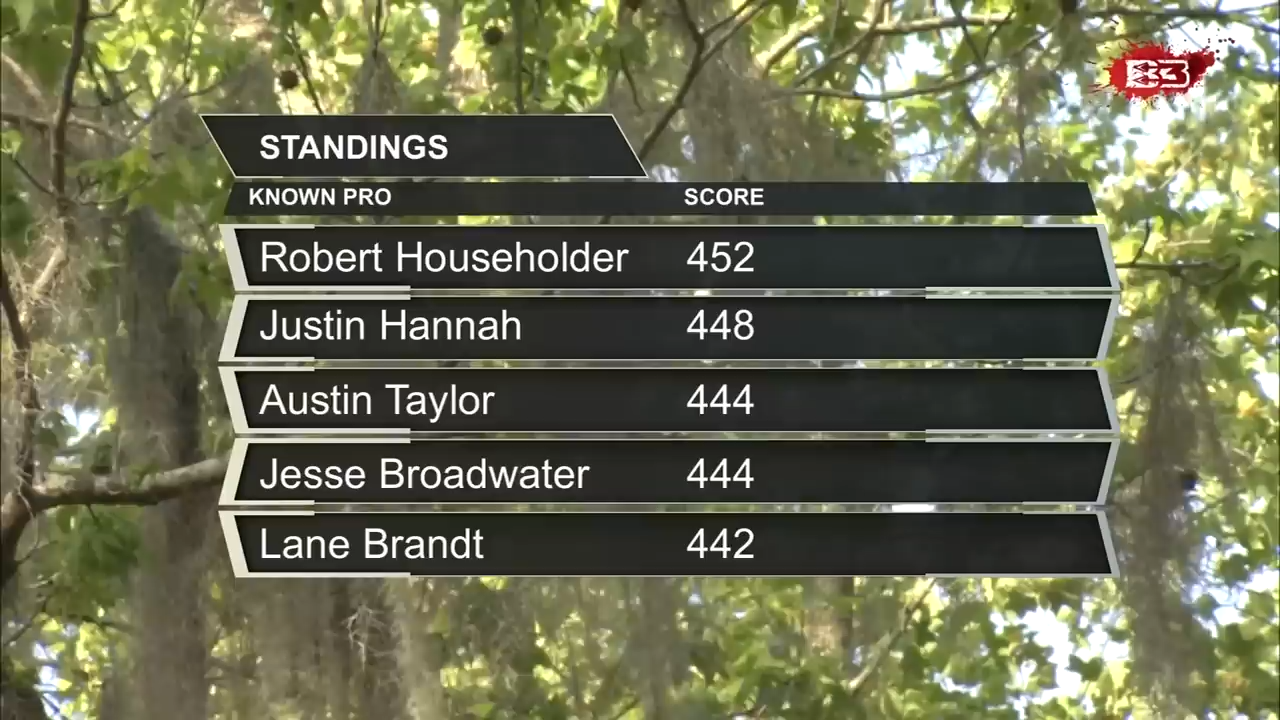 B3
STANDINGS
KNOWN PRO SCORE
Robert Householder 452
Justin Hannah 448
Austin Taylor 444
Jesse Broadwater 444
Lane Brandt 442